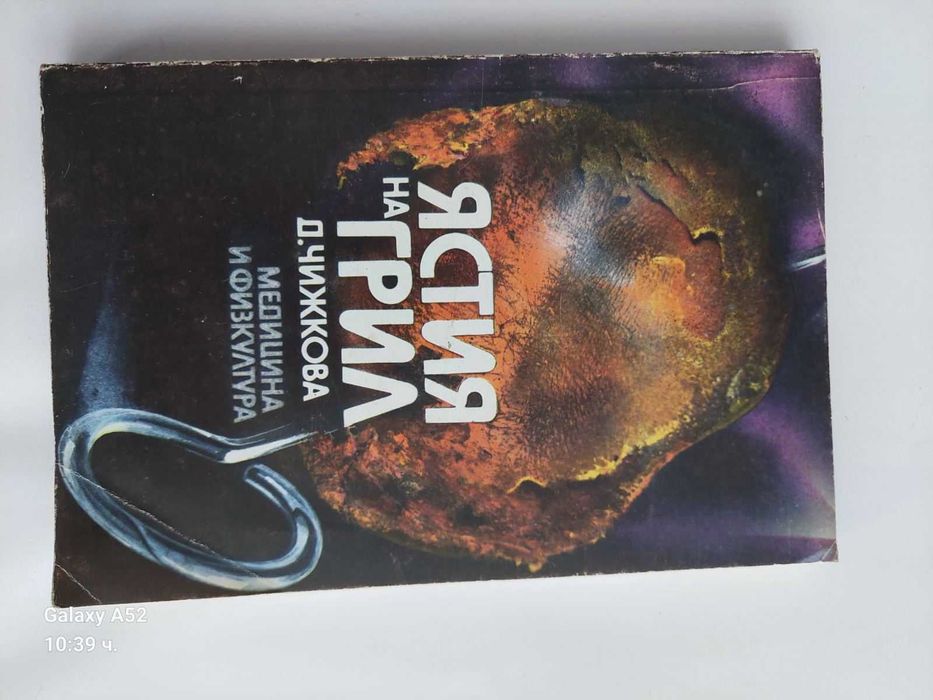 ЯСТИЯ
НА ГРИЛ
Д. ЧИЖКОВА
МЕДИЦИНА
И ФИЗКУЛТУРА
Galaxy A52
10:39 ч.